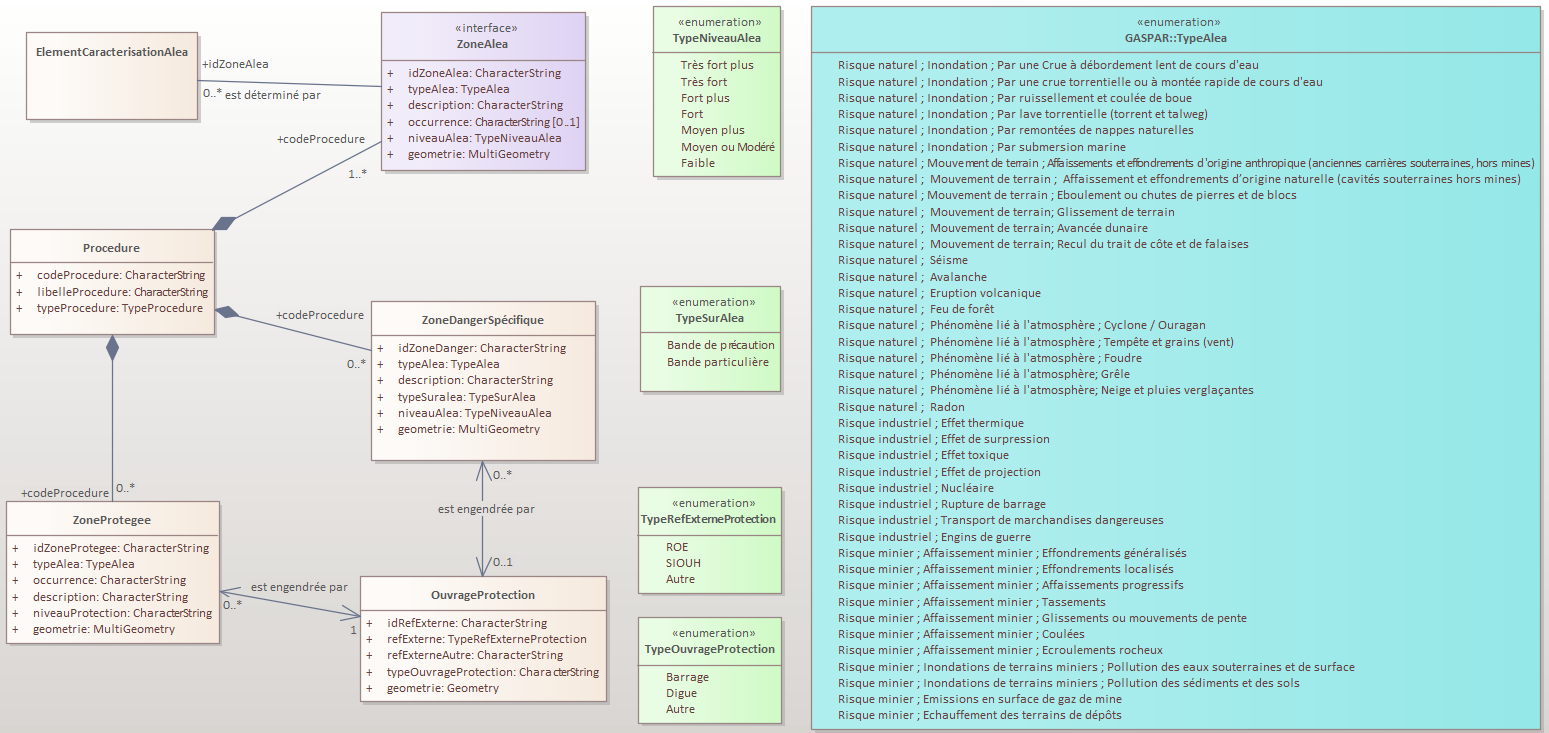 ElementCaracterisationAlea
+idZoneAlea
0..* est déterminé par
«interface»
ZoneAlea
+ idZoneAlea: CharacterString
+ typeAlea: TypeAlea
+ description: CharacterString
+ occurrence: CharacterString [0..1]
+ niveauAlea: TypeNiveauAlea
+ geometrie: MultiGeometry
+codeProcedure
1..*
Procedure
+ codeProcedure: CharacterString
+ libelleProcedure: CharacterString
+ typeProcedure: TypeProcedure
+codeProcedure
0..*
ZoneDangerSpécifique
+ idZoneDanger: CharacterString
+ typeAlea: TypeAlea
+ description: CharacterString
+ typeSuralea: TypeSurAlea
+ niveauAlea: TypeNiveauAlea
+ geometrie: MultiGeometry
0..*
est engendrée par
0..1
+codeProcedure
0..*
ZoneProtegee
+ idZoneProtegee: CharacterString
+ typeAlea: TypeAlea
+ occurrence: CharacterString
+ description: CharacterString
+ niveauProtection: CharacterString
+ geometrie: MultiGeometry
est engendrée par
0..*
1
OuvrageProtection
+ idRefExterne: CharacterString
+ refExterne: TypeRefExterneProtection
+ refExterneAutre: CharacterString
+ typeOuvrageProtection: CharacterString
+ geometrie: Geometry
«enumeration»
TypeNiveauAlea
Très fort plus
Très fort
Fort plus
Fort
Moyen plus
Moyen ou Modéré
Faible
«enumeration»
TypeSurAlea
Bande de précaution
Bande particulière
«enumeration»
TypeRefExterneProtection
ROE
SIOUH
Autre
«enumeration»
TypeOuvrageProtection
Barrage
Digue
Autre
«enumeration»
GASPAR::TypeAlea
Risque naturel ; Inondation ; Par une Crue à débordement lent de cours d'eau
Risque naturel ; Inondation ; Par une crue torrentielle ou à montée rapide de cours d'eau
Risque naturel ; Inondation ; Par ruissellement et coulée de boue
Risque naturel ; Inondation ; Par lave torrentielle (torrent et talweg)
Risque naturel ; Inondation ; Par remontées de nappes naturelles
Risque naturel ; Inondation ; Par submersion marine
Risque naturel ; Mouvement de terrain ; Affaissements et effondrements d'origine anthropique (anciennes carrières souterraines, hors mines)
Risque naturel ; Mouvement de terrain ; Affaissement et effondrements d’origine naturelle (cavités souterraines hors mines)
Risque naturel ; Mouvement de terrain ; Eboulement ou chutes de pierres et de blocs
Risque naturel ; Mouvement de terrain; Glissement de terrain
Risque naturel ; Mouvement de terrain; Avancée dunaire
Risque naturel ; Mouvement de terrain; Recul du trait de côte et de falaises
Risque naturel ; Séisme
Risque naturel ; Avalanche
Risque naturel ; Eruption volcanique
Risque naturel ; Feu de forêt
Risque naturel ; Phénomène lié à l'atmosphère ; Cyclone / Ouragan
Risque naturel ; Phénomène lié à l'atmosphère ; Tempête et grains (vent)
Risque naturel ; Phénomène lié à l'atmosphère ; Foudre
Risque naturel ; Phénomène lié à l'atmosphère; Grêle
Risque naturel ; Phénomène lié à l'atmosphère; Neige et pluies verglaçantes
Risque naturel ; Radon
Risque industriel ; Effet thermique
Risque industriel ; Effet de surpression
Risque industriel ; Effet toxique
Risque industriel ; Effet de projection
Risque industriel ; Nucléaire
Risque industriel ; Rupture de barrage
Risque industriel ; Transport de marchandises dangereuses
Risque industriel ; Engins de guerre
Risque minier ; Affaissement minier ; Effondrements généralisés
Risque minier ; Affaissement minier ; Effondrements localisés
Risque minier ; Affaissement minier ; Affaissements progressifs
Risque minier ; Affaissement minier ; Tassements
Risque minier ; Affaissement minier ; Glissements ou mouvements de pente
Risque minier ; Affaissement minier ; Coulées
Risque minier ; Affaissement minier ; Ecroulements rocheux
Risque minier ; Inondations de terrains miniers ; Pollution des eaux souterraines et de surface
Risque minier ; Inondations de terrains miniers ; Pollution des sédiments et des sols
Risque minier ; Emissions en surface de gaz de mine
Risque minier ; Echauffement des terrains de dépôts